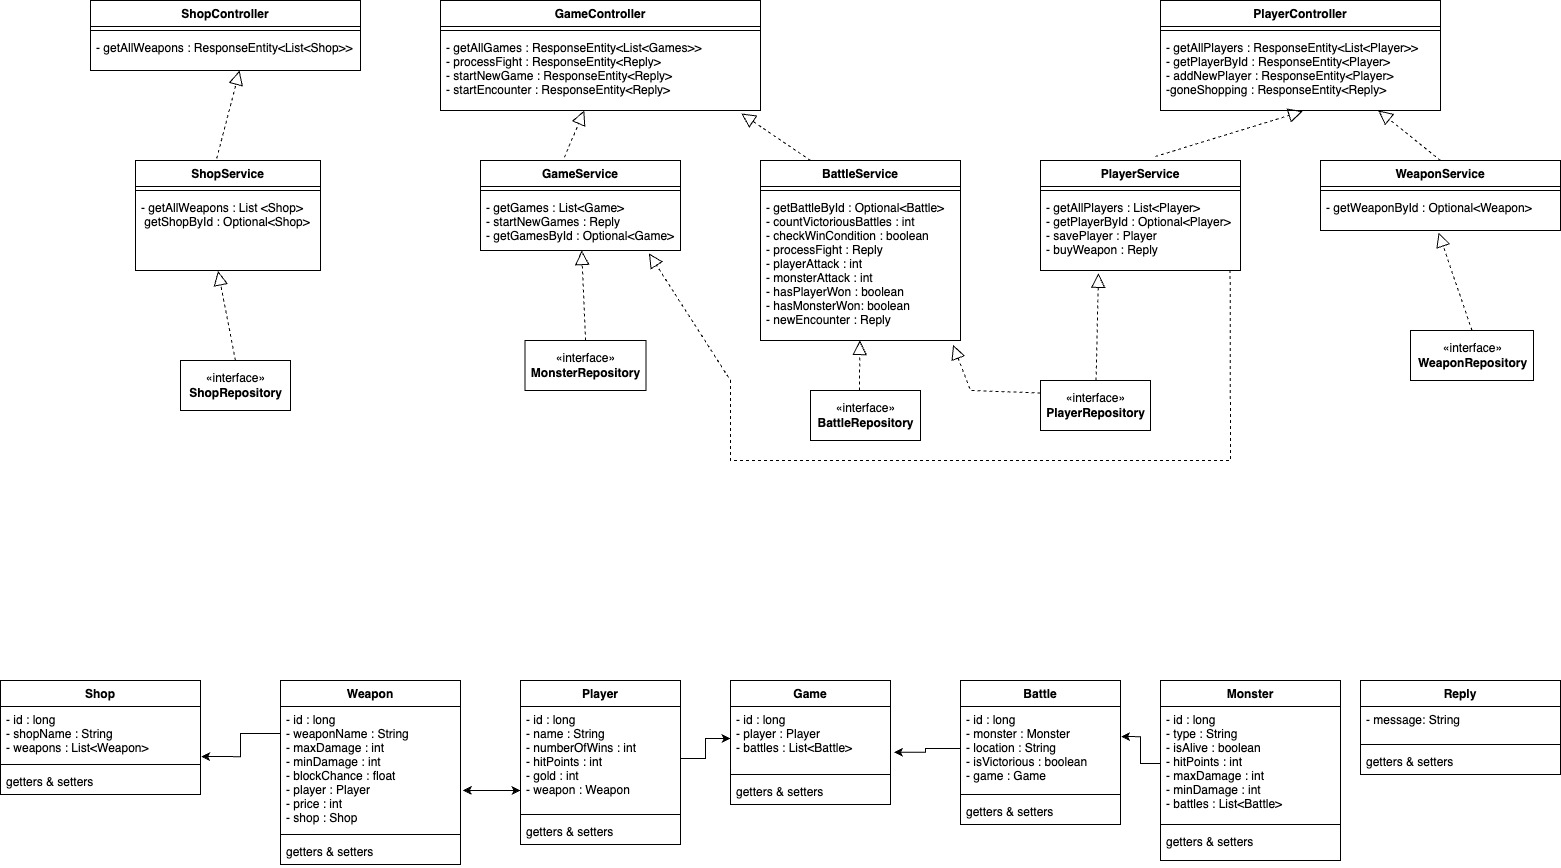 ShopController
- getAllWeapons : ResponseEntity<List<Shop>>
GameController
- getAllGames : ResponseEntity<List<Games>>
- processFight : ResponseEntity<Reply>
- startNewGame : ResponseEntity<Reply>
- startEncounter : ResponseEntity<Reply>
PlayerController
- getAllPlayers : ResponseEntity<List<Player>>
- getPlayerById : ResponseEntity<Player>
- addNewPlayer : ResponseEntity<Player>
-goneShopping : ResponseEntity<Reply>
ShopService
- getAllWeapons : List <Shop>
getShopById : Optional<Shop>
GameService
- getGames : List<Game>
- startNewGames : Reply
- getGamesById : Optional<Game>
BattleService
- getBattleById : Optional<Battle>
- countVictoriousBattles : int
- checkWinCondition : boolean
- processFight : Reply
- playerAttack : int
- monsterAttack : int
- hasPlayerWon : boolean
- hasMonsterWon: boolean
- newEncounter : Reply
PlayerService
- getAllPlayers : List<Player>
- getPlayerById : Optional<Player>
- savePlayer : Player
- buyWeapon : Reply
WeaponService
- getWeaponById : Optional<Weapon>
«interface»
ShopRepository
«interface»
MonsterRepository
«interface»
BattleRepository
«interface»
PlayerRepository
«interface»
WeaponRepository
Shop
- id : long
- shopName : String
- weapons : List<Weapon>
getters & setters
Weapon
- id : long
- weaponName : String
- maxDamage : int
- minDamage : int
- blockChance : float
- player : Player
- price : int
- shop : Shop
getters & setters
Player
- id : long
- name : String
- numberOfWins : int
- hitPoints : int
- gold : int
- weapon : Weapon
getters & setters
Game
- id : long
- player : Player
- battles : List<Battle>
getters & setters
Battle
- id : long
- monster : Monster
- location : String
- isVictorious : boolean
- game : Game
getters & setters
Monster
- id : long
- type : String
- isAlive : boolean
- hitPoints : int
- maxDamage : int
- minDamage : int
- battles : List<Battle>
getters & setters
Reply
- message: String
getters & setters